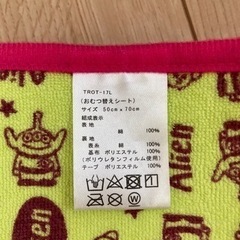 TROT-17L
(おむつ替えシート)
サイズ 50cm×70cm
組成表示
表地
綿 100%
裏地
表糸 綿 100%
基布 ポリエステル 100%
(ポリウレタンフィルム使用)
テープ ポリエステル 100%
Alien